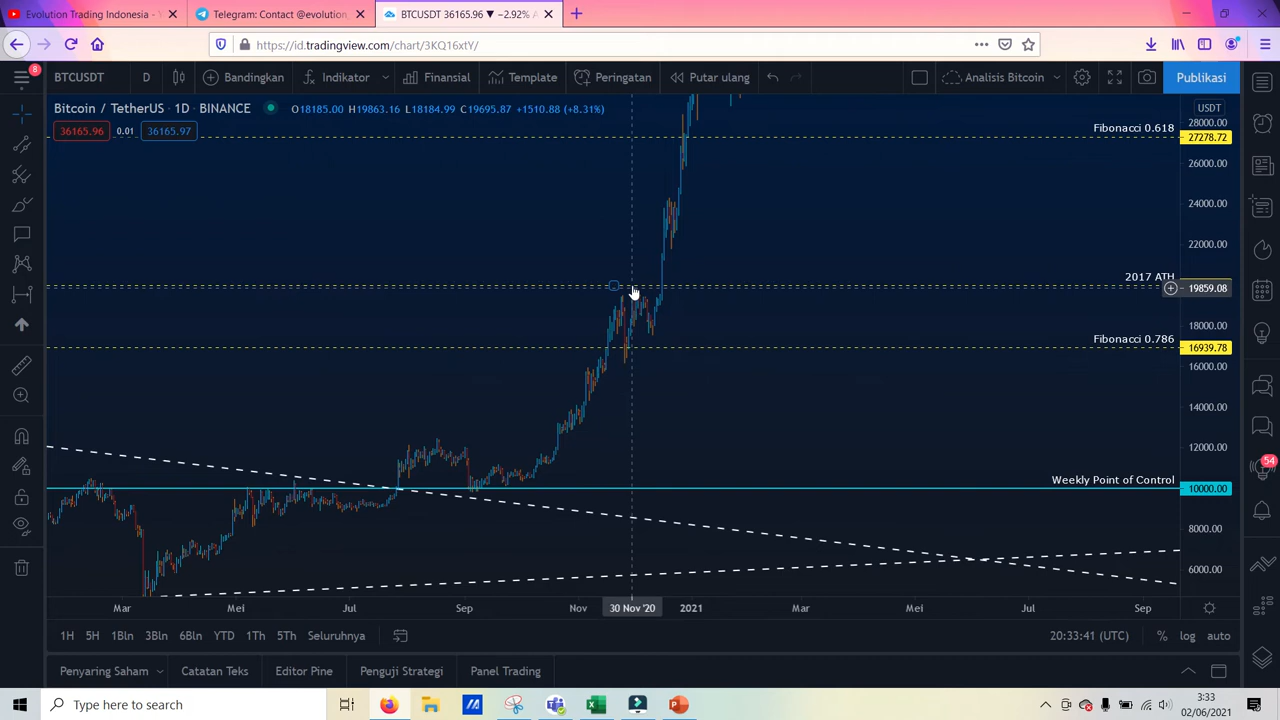 Evolution Trading Indonesia -
Telegram: Contact @evolution
BTCUSDT 36165.96 ▼ −2.92%
https://id.tradingview.com/chart/3KQ16xtY/
8
BTCUSDT
D
Bandingkan
Indikator
Finansial
Template
Peringatan
Putar ulang
Analisis Bitcoin
Publikasi
Bitcoin / TetherUS · 1D · BINANCE
O18185.00 H19863.16 L18184.99 C19695.87 +1510.88 (+8.31%)
36165.96
0.01
36165.97
USDT
28000.00
Fibonacci 0.618
27278.72
26000.00
24000.00
22000.00
2017 ATH
19859.08
18000.00
Fibonacci 0.786
16939.78
16000.00
14000.00
12000.00
54
Weekly Point of Control
10000.00
8000.00
6000.00
Mar
Mei
Jul
Sep
Nov
30 Nov '20
2021
Mar
Mei
Jul
Sep
1H
5H
1Bln
3Bln
6Bln
YTD
1Th
5Th
Seluruhnya
20:33:41 (UTC)
%
log
auto
Penyaring Saham
Catatan Teks
Editor Pine
Penguji Strategi
Panel Trading
Type here to search
3:33
02/06/2021